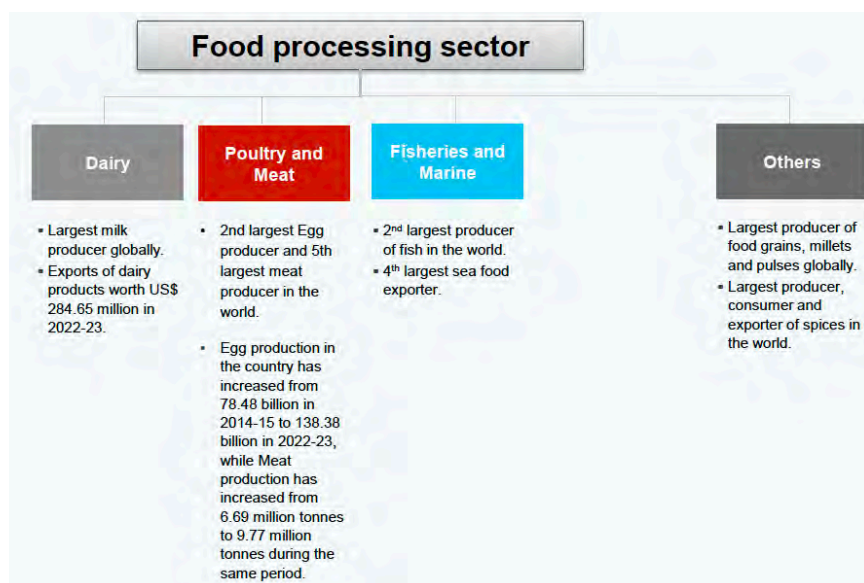 Food processing sector
Dairy
▪ Largest milk
producer globally.
▪ Exports of dairy
products worth US$
284.65 million in
2022-23.
Poultry and
Meat
• 2nd largest Egg
producer and 5th
largest meat
producer in the
world.
▪ Egg production in
the country has
increased from
78.48 billion in
2014-15 to 138.38
billion in 2022-23,
while Meat
production has
increased from
6.69 million tonnes
to 9.77 million
tonnes during the
same period.
Fisheries and
Marine
▪ 2nd largest producer
of fish in the world.
▪ 4th largest sea food
exporter.
Others
▪ Largest producer of
food grains, millets
and pulses globally.
▪ Largest producer,
consumer and
exporter of spices in
the world.